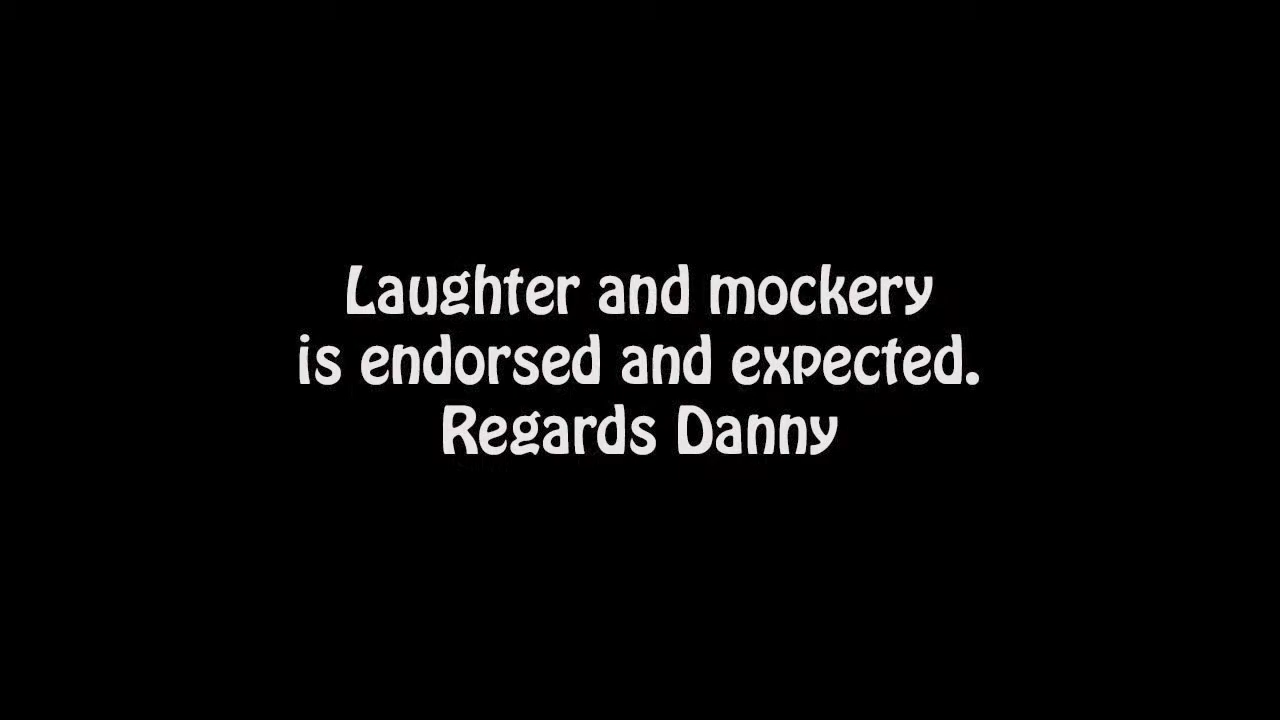 Laughter and mockery
is endorsed and expected.
Regards Danny